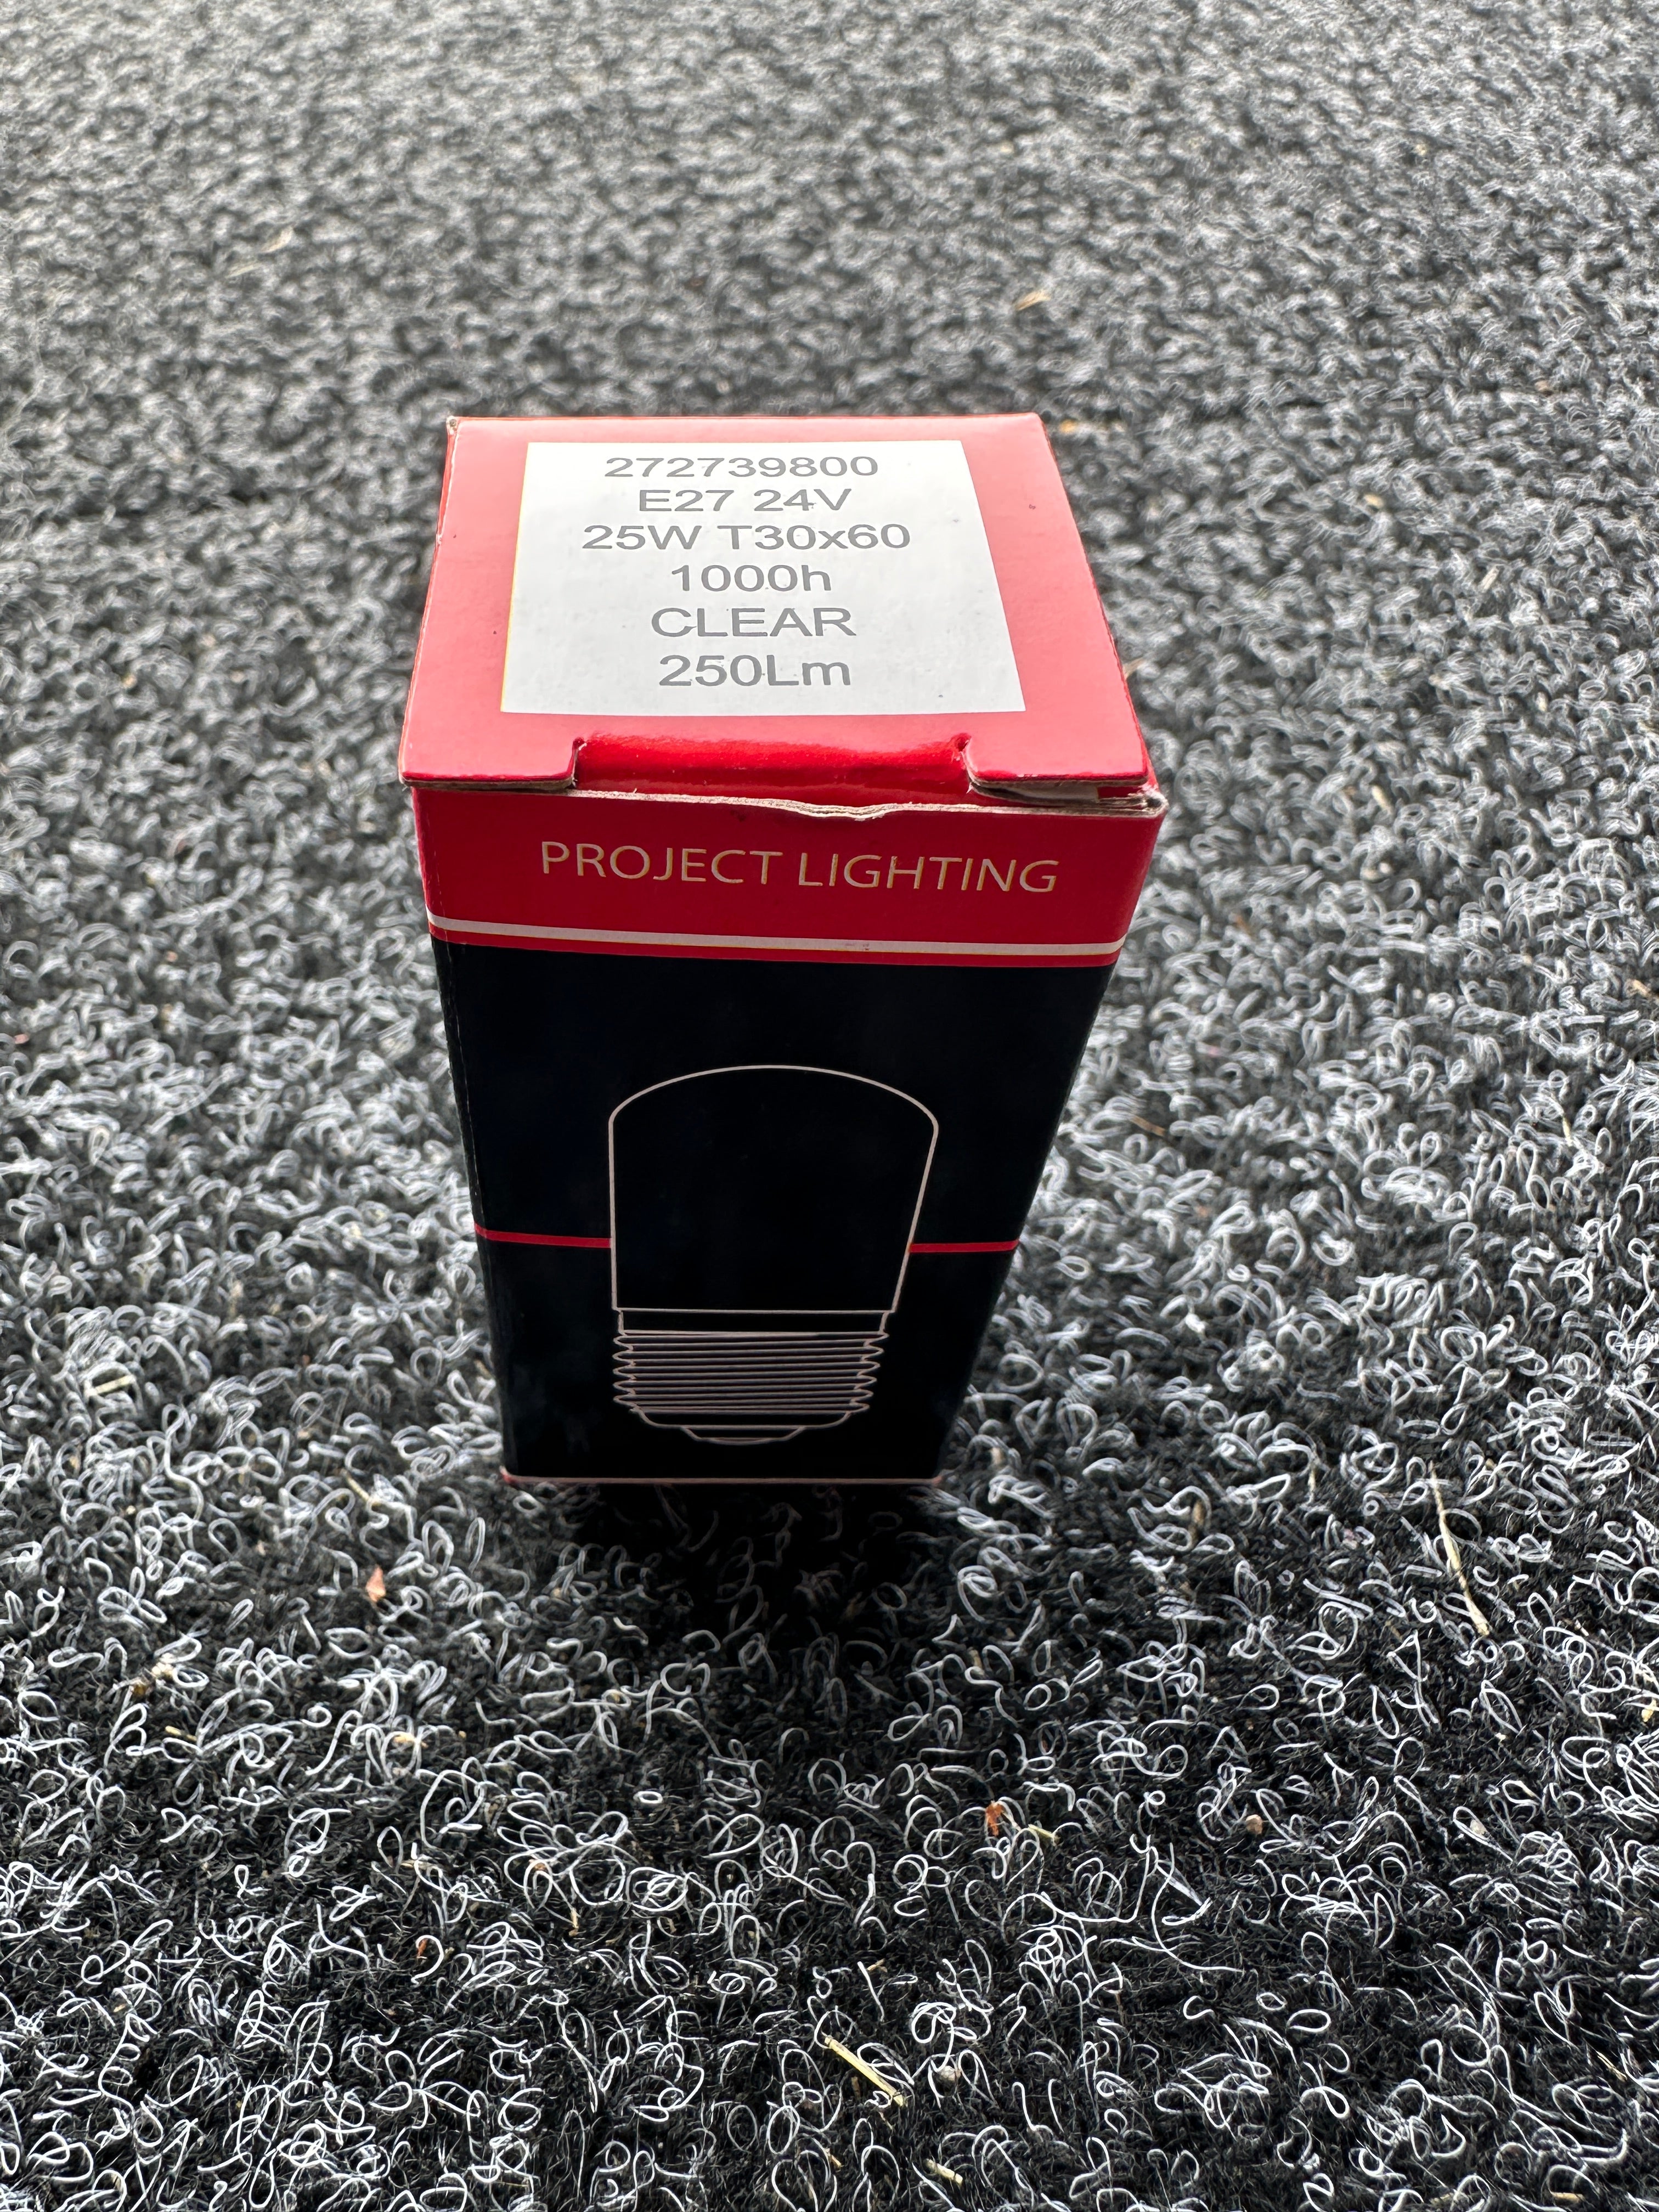 272739800
E27 24V
25W T30x60
1000h
CLEAR
250Lm
PROJECT LIGHTING